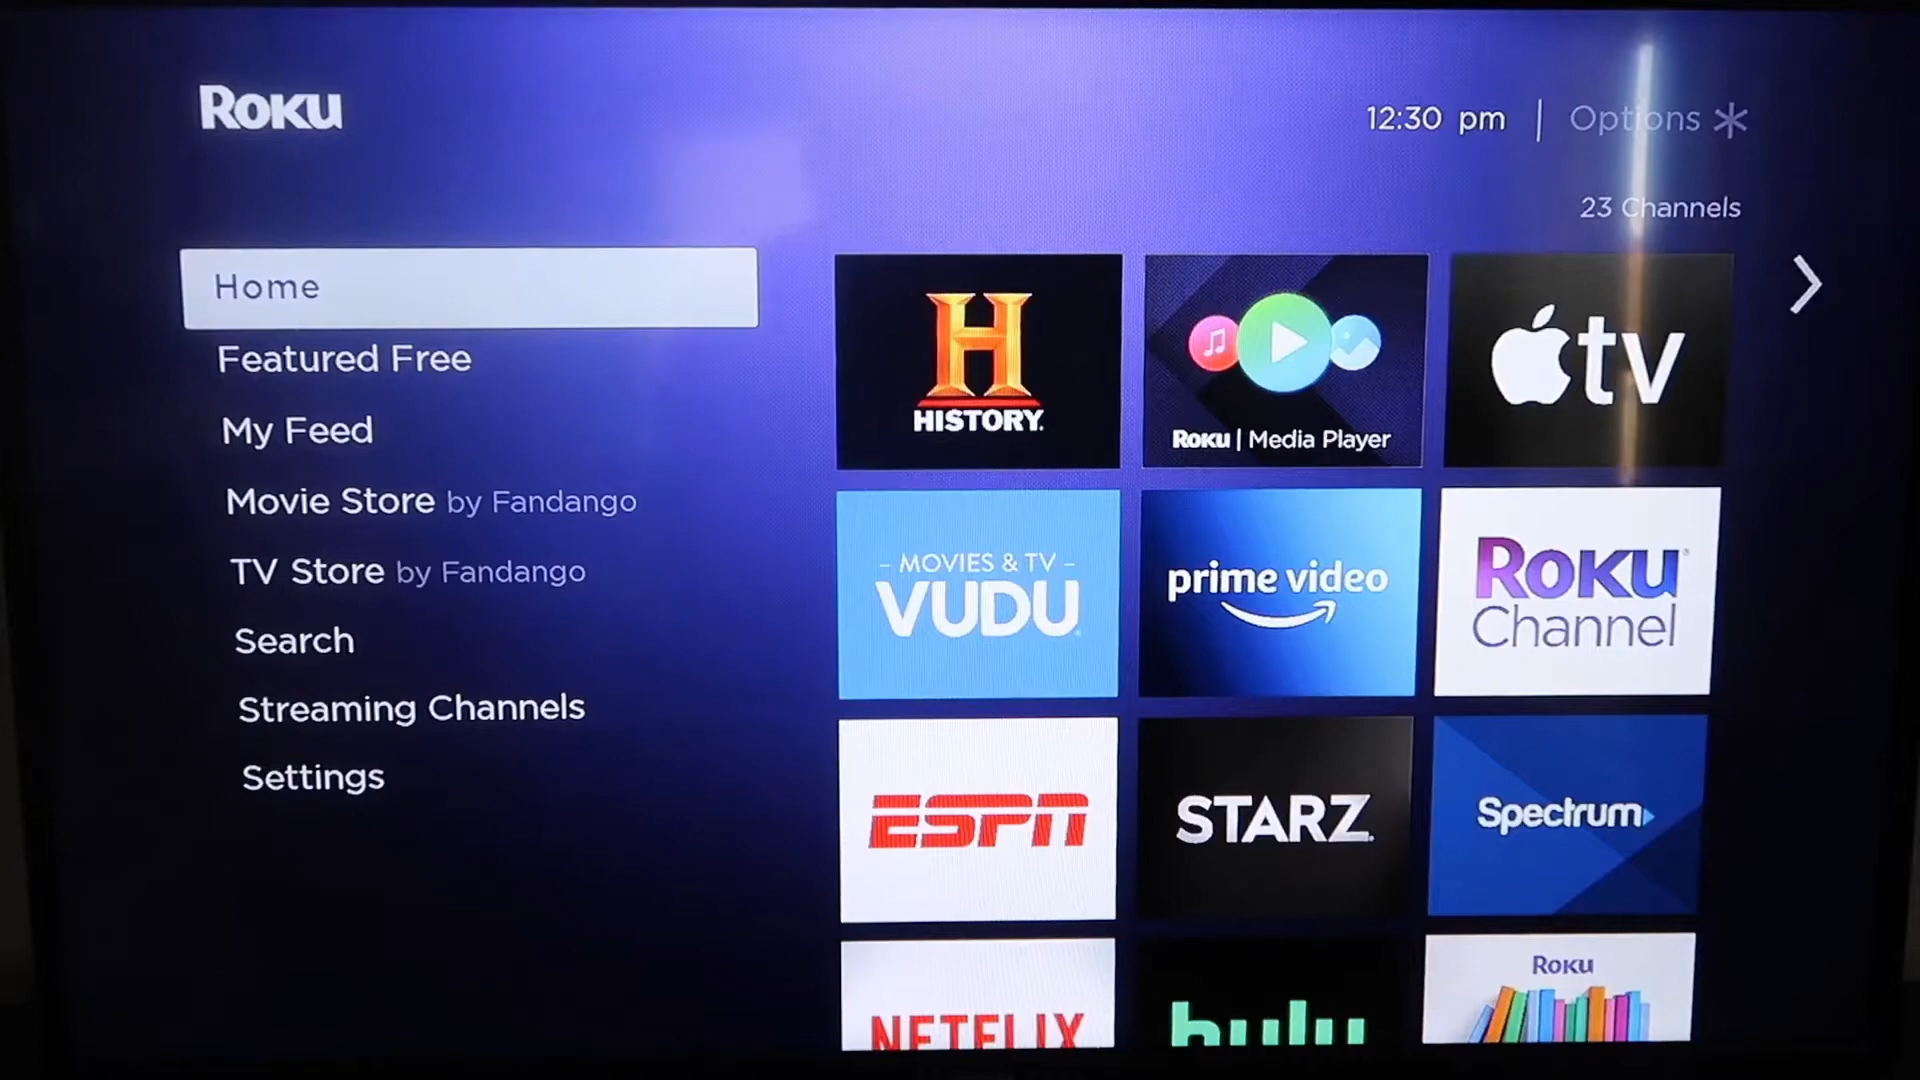 Roku
12:30 pm | Options *
23 Channels
Home
Featured Free
My Feed
Movie Store by Fandango
TV Store by Fandango
Search
Streaming Channels
Settings
H
HISTORY.
Roku | Media Player
tv
- MOVIES & TV -
VUDU
prime video
Roku
Channel
ESPN
STARZ
Spectrum
NETFLIX
hulu
Roku